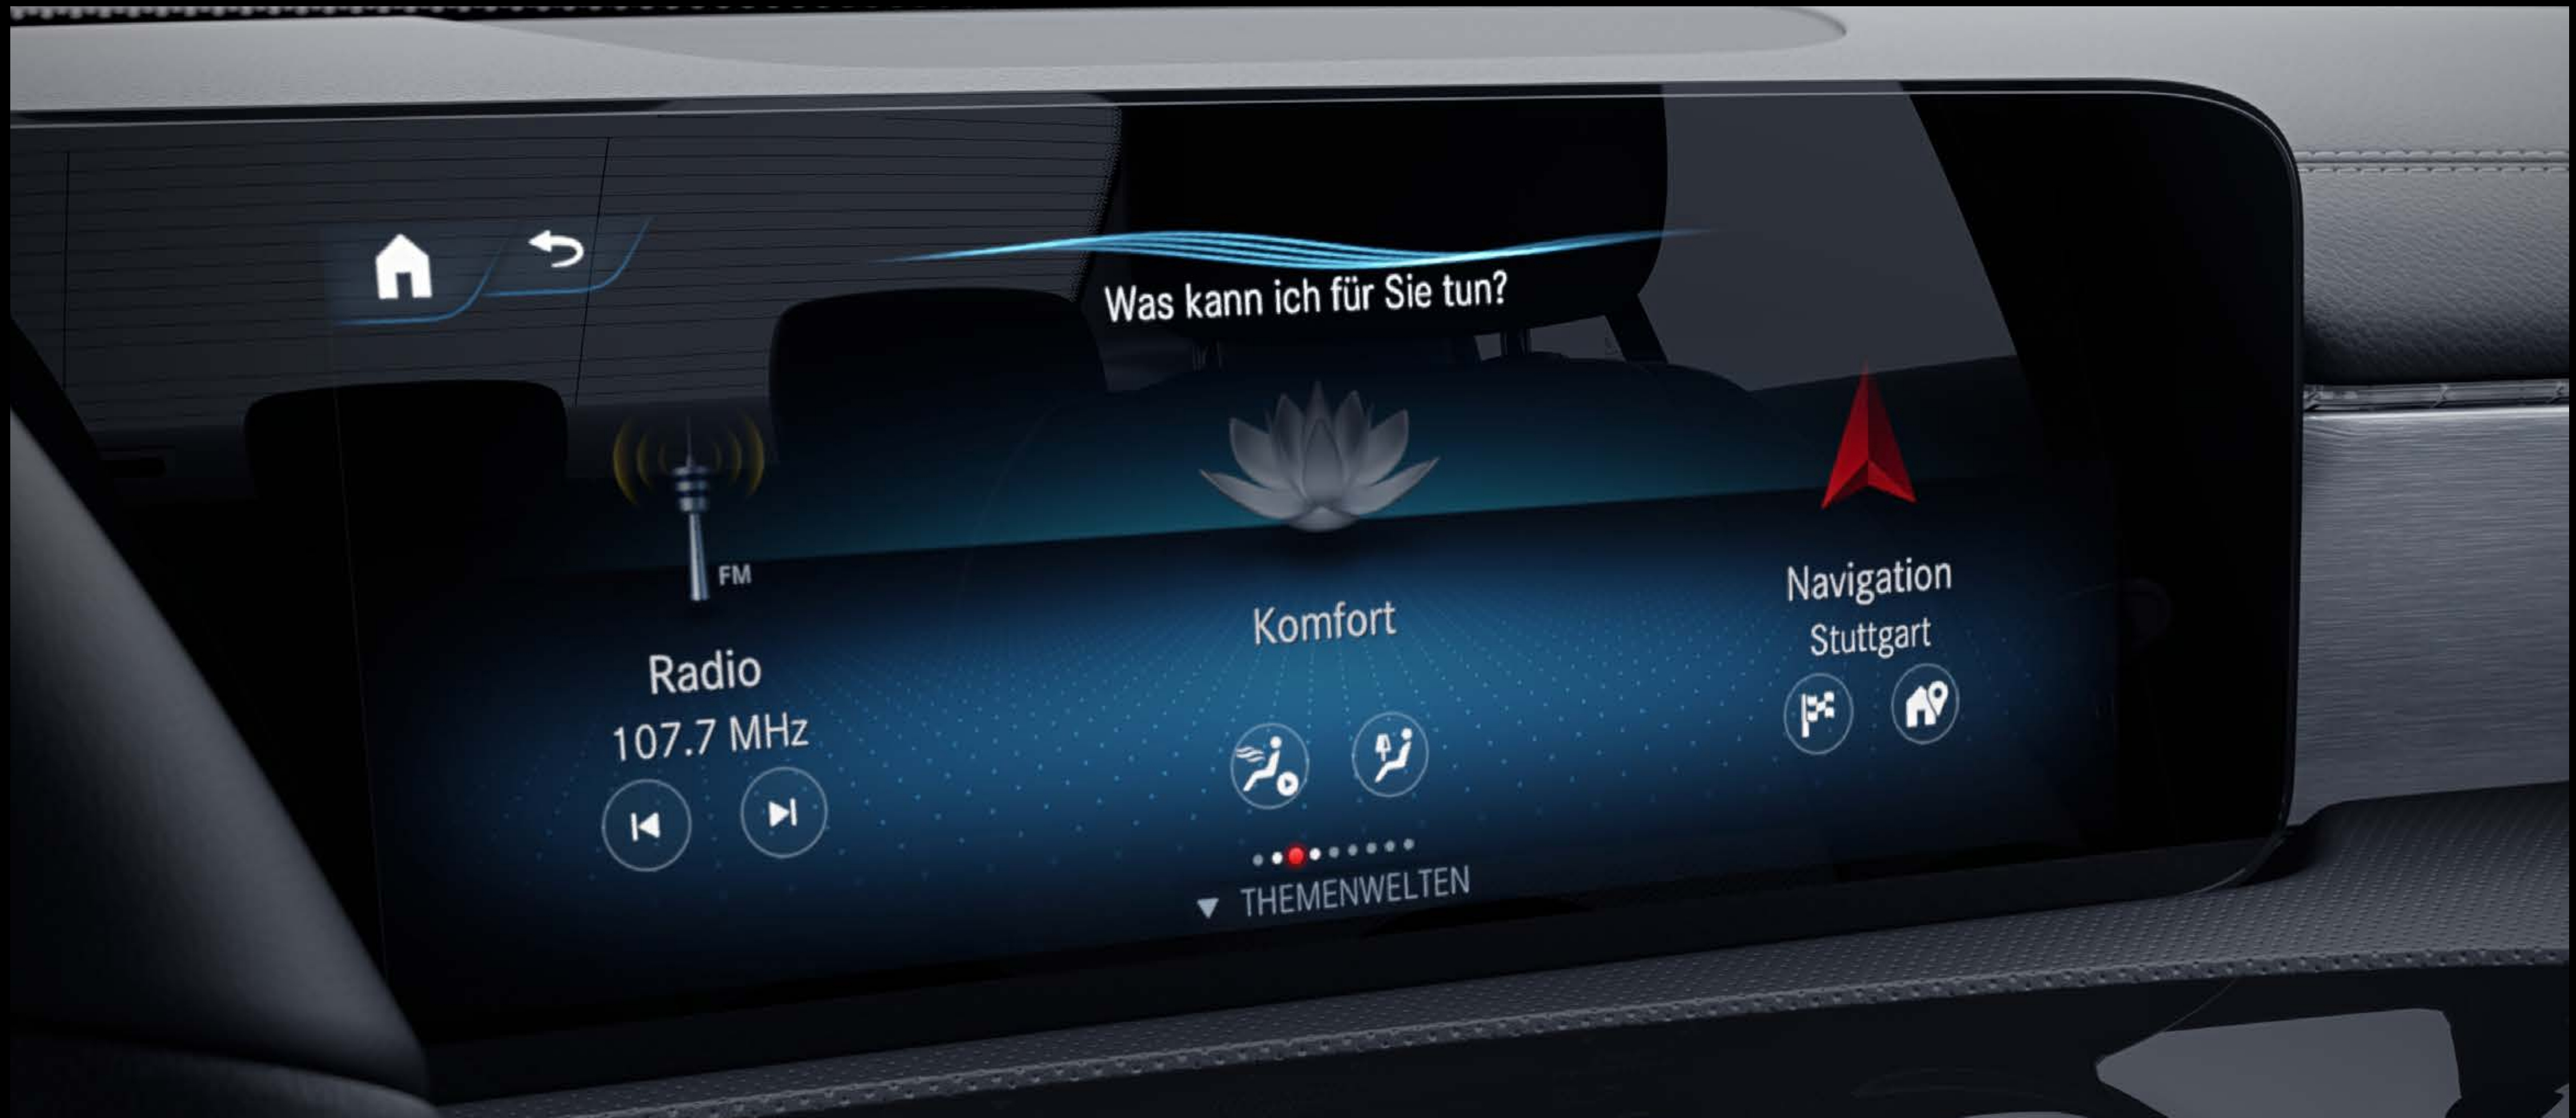 Was kann ich für Sie tun?
FM
Radio
107.7 MHz
Komfort
Navigation
Stuttgart
THEMENWELTEN